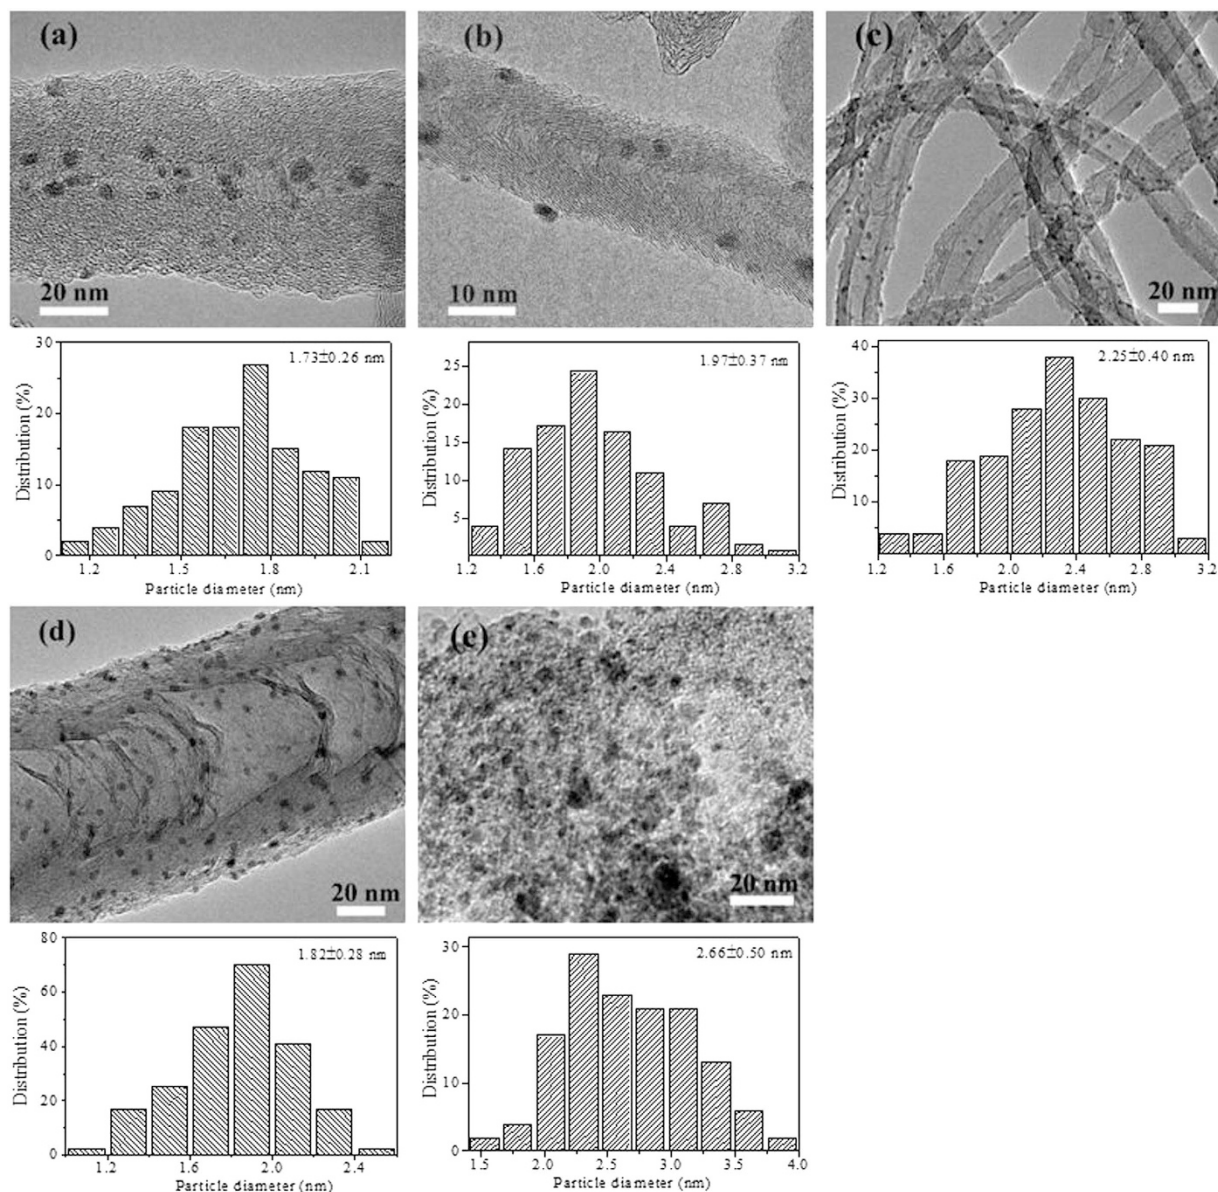 (a)
20 nm
(b)
10 nm
(c)
20 nm
1.73±0.26 nm
Distribution (%)
30
20
10
0
1.2 1.5 1.8 2.1
Particle diameter (nm)
1.97±0.37 nm
Distribution (%)
25
20
15
10
5
1.2 1.6 2.0 2.4 2.8 3.2
Particle diameter (nm)
2.25±0.40 nm
Distribution (%)
40
30
20
10
1.2 1.6 2.0 2.4 2.8 3.2
Particle diameter (nm)
(d)
20 nm
(e)
20 nm
1.82±0.28 nm
Distribution (%)
80
60
40
20
0
1.2 1.6 2.0 2.4
Particle diameter (nm)
2.66±0.50 nm
Distribution (%)
30
20
10
0
1.5 2.0 2.5 3.0 3.5 4.0
Particle diameter (nm)